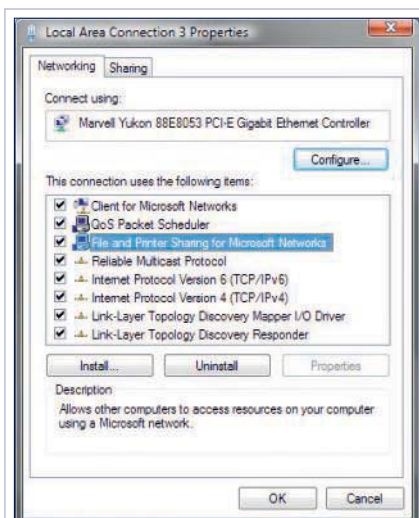 Local Area Connection 3 Properties
Networking
Sharing
Connect using:
Marvell Yukon 88E8053 PCI-E Gigabit Ethernet Controller
Configure...
This connection uses the following items:
Client for Microsoft Networks
QoS Packet Scheduler
File and Printer Sharing for Microsoft Networks
Reliable Multicast Protocol
Internet Protocol Version 6 (TCP/IPv6)
Internet Protocol Version 4 (TCP/IPv4)
Link-Layer Topology Discovery Mapper I/O Driver
Link-Layer Topology Discovery Responder
Install...
Uninstall
Properties
Description
Allows other computers to access resources on your computer
using a Microsoft network.
OK
Cancel